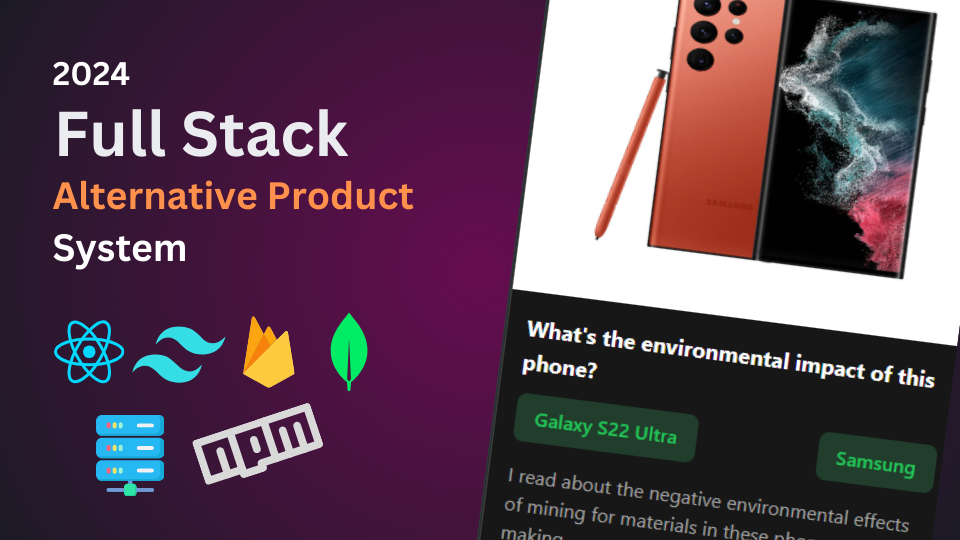 2024
Full Stack
Alternative Product
System
npm
SAMSUNG
What's the environmental impact of this
phone?
Galaxy S22 Ultra
Samsung
I read about the negative environmental effects
of mining for materials in these
making